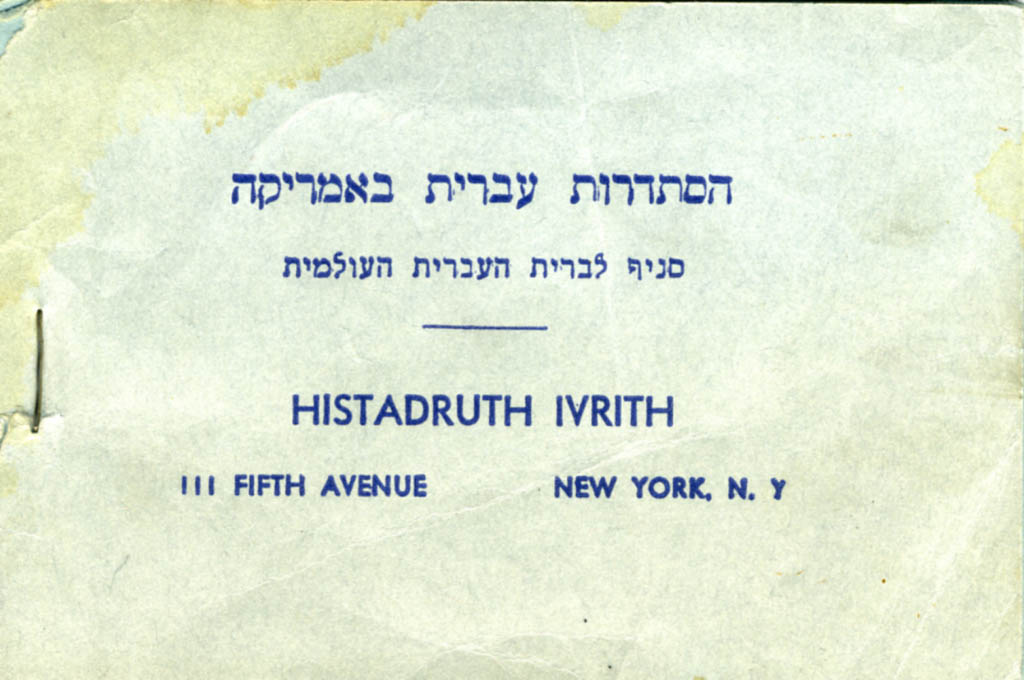 הסתדרות עברית באמריקה
סניף לברית העברית העולמית
HISTADRUTH IVRITH
111 FIFTH AVENUE NEW YORK, N. Y